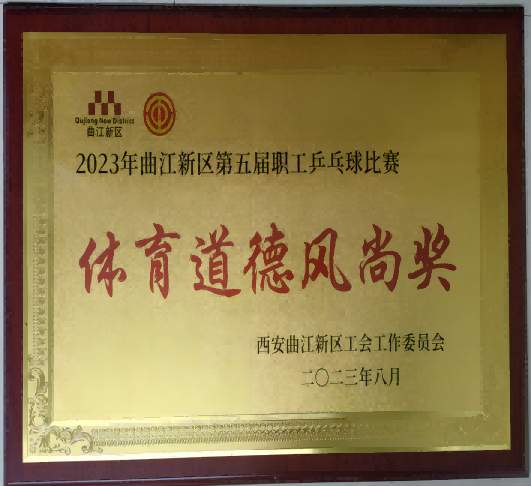 Qujiang New District
曲江新区
2023年曲江新区第五届职工乒乓球比赛
体育道德风尚奖
西安曲江新区工会工作委员会
二〇二三年八月